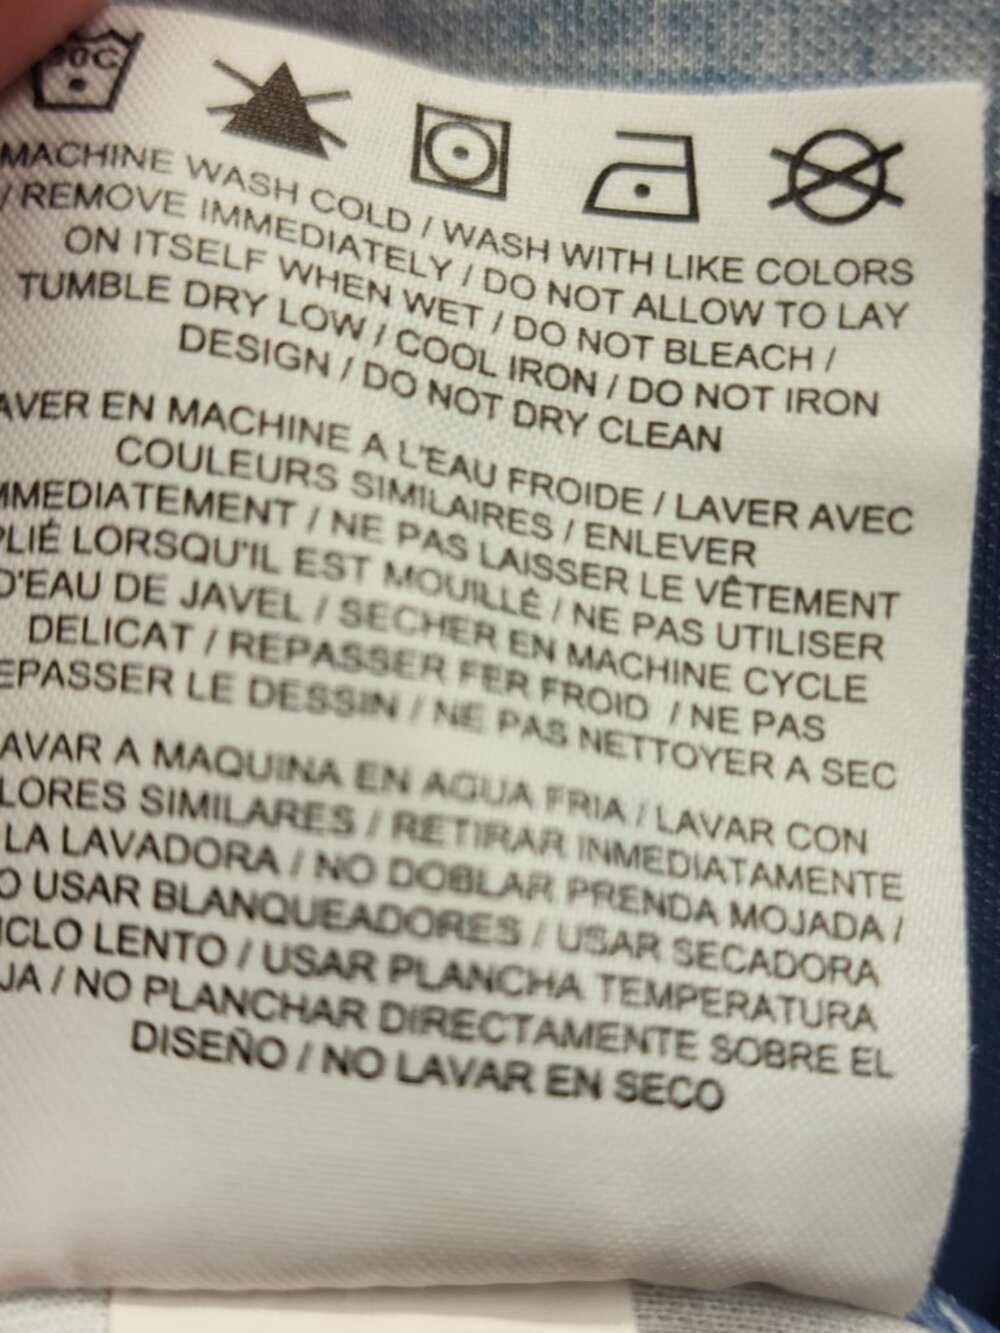 MACHINE WASH COLD / WASH WITH LIKE COLORS
/ REMOVE IMMEDIATELY / DO NOT ALLOW TO LAY
ON ITSELF WHEN WET / DO NOT BLEACH /
TUMBLE DRY LOW / COOL IRON / DO NOT IRON
DESIGN / DO NOT DRY CLEAN
AVER EN MACHINE A L'EAU FROIDE / LAVER AVEC
COULEURS SIMILAIRES / ENLEVER
MMEDIATEMENT / NE PAS LAISSER LE VÊTEMENT
PLIÉ LORSQU'IL EST MOUILLÉ / NE PAS UTILISER
D'EAU DE JAVEL / SECHER EN MACHINE CYCLE
DELICAT / REPASSER FER FROID / NE PAS
EPASSER LE DESSIN / NE PAS NETTOYER A SEC
AVAR A MAQUINA EN AGUA FRIA / LAVAR CON
LORES SIMILARES / RETIRAR INMEDIATAMENTE
LA LAVADORA / NO DOBLAR PRENDA MOJADA /
O USAR BLANQUEADORES / USAR SECADORA
ICLO LENTO / USAR PLANCHA TEMPERATURA
JA / NO PLANCHAR DIRECTAMENTE SOBRE EL
DISEÑO / NO LAVAR EN SECO